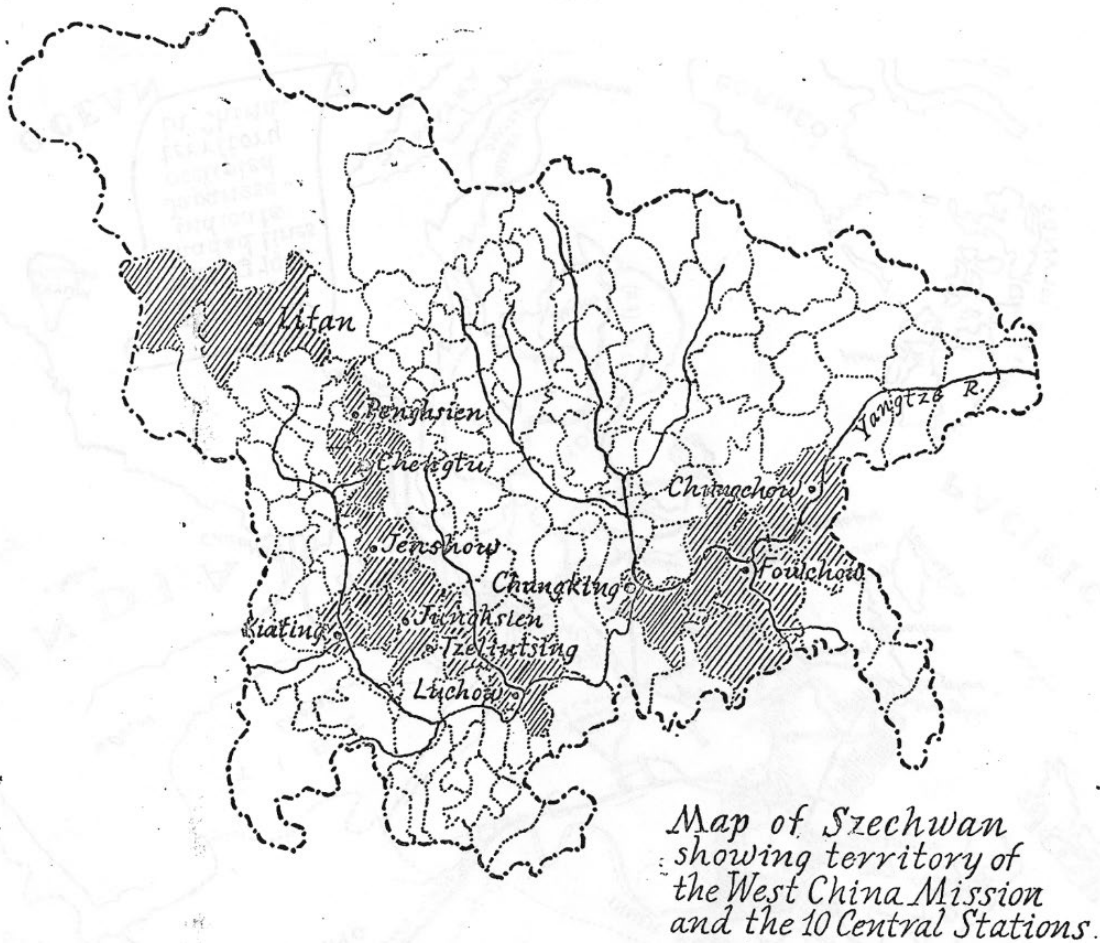 Litan
Penghsien
Yangtze R.
Chengtu
Chungchow
Jenshow
Fowchow
Chungking
Junghsien
Kiating
Tzeliutsing
Luchow
Map of Szechwan
showing territory of
the West China Mission
and the 10 Central Stations.